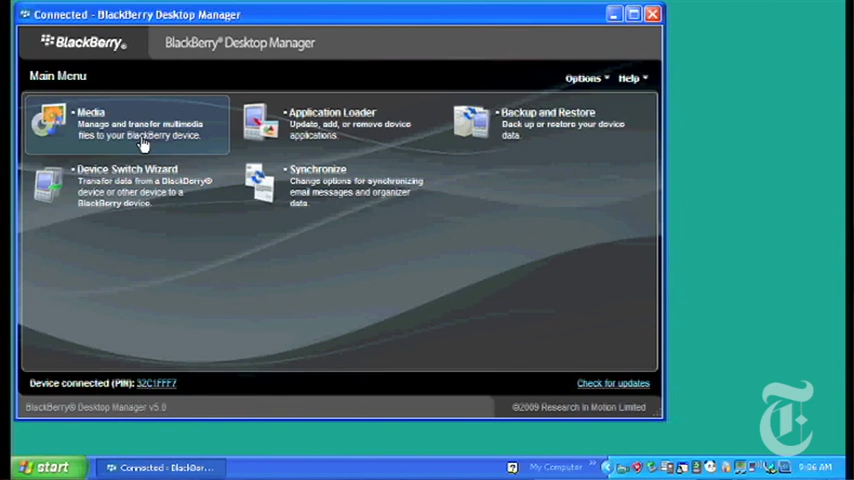 Connected - BlackBerry Desktop Manager
BlackBerry®
BlackBerry® Desktop Manager
Main Menu
Options
Help
Media
Manage and transfer multimedia
files to your BlackBerry device.
Application Loader
Update, add, or remove device
applications.
Backup and Restore
Back up or restore your device
data.
Device Switch Wizard
Transfer data from a BlackBerry®
device or other device to a
BlackBerry device.
Synchronize
Change options for synchronizing
email messages and organizer
data.
Device connected (PIN): 32C1FFF7
Check for updates
BlackBerry® Desktop Manager v5.0
©2009 Research In Motion Limited
T
start
Connected - BlackBer...
My Computer
9:06 AM